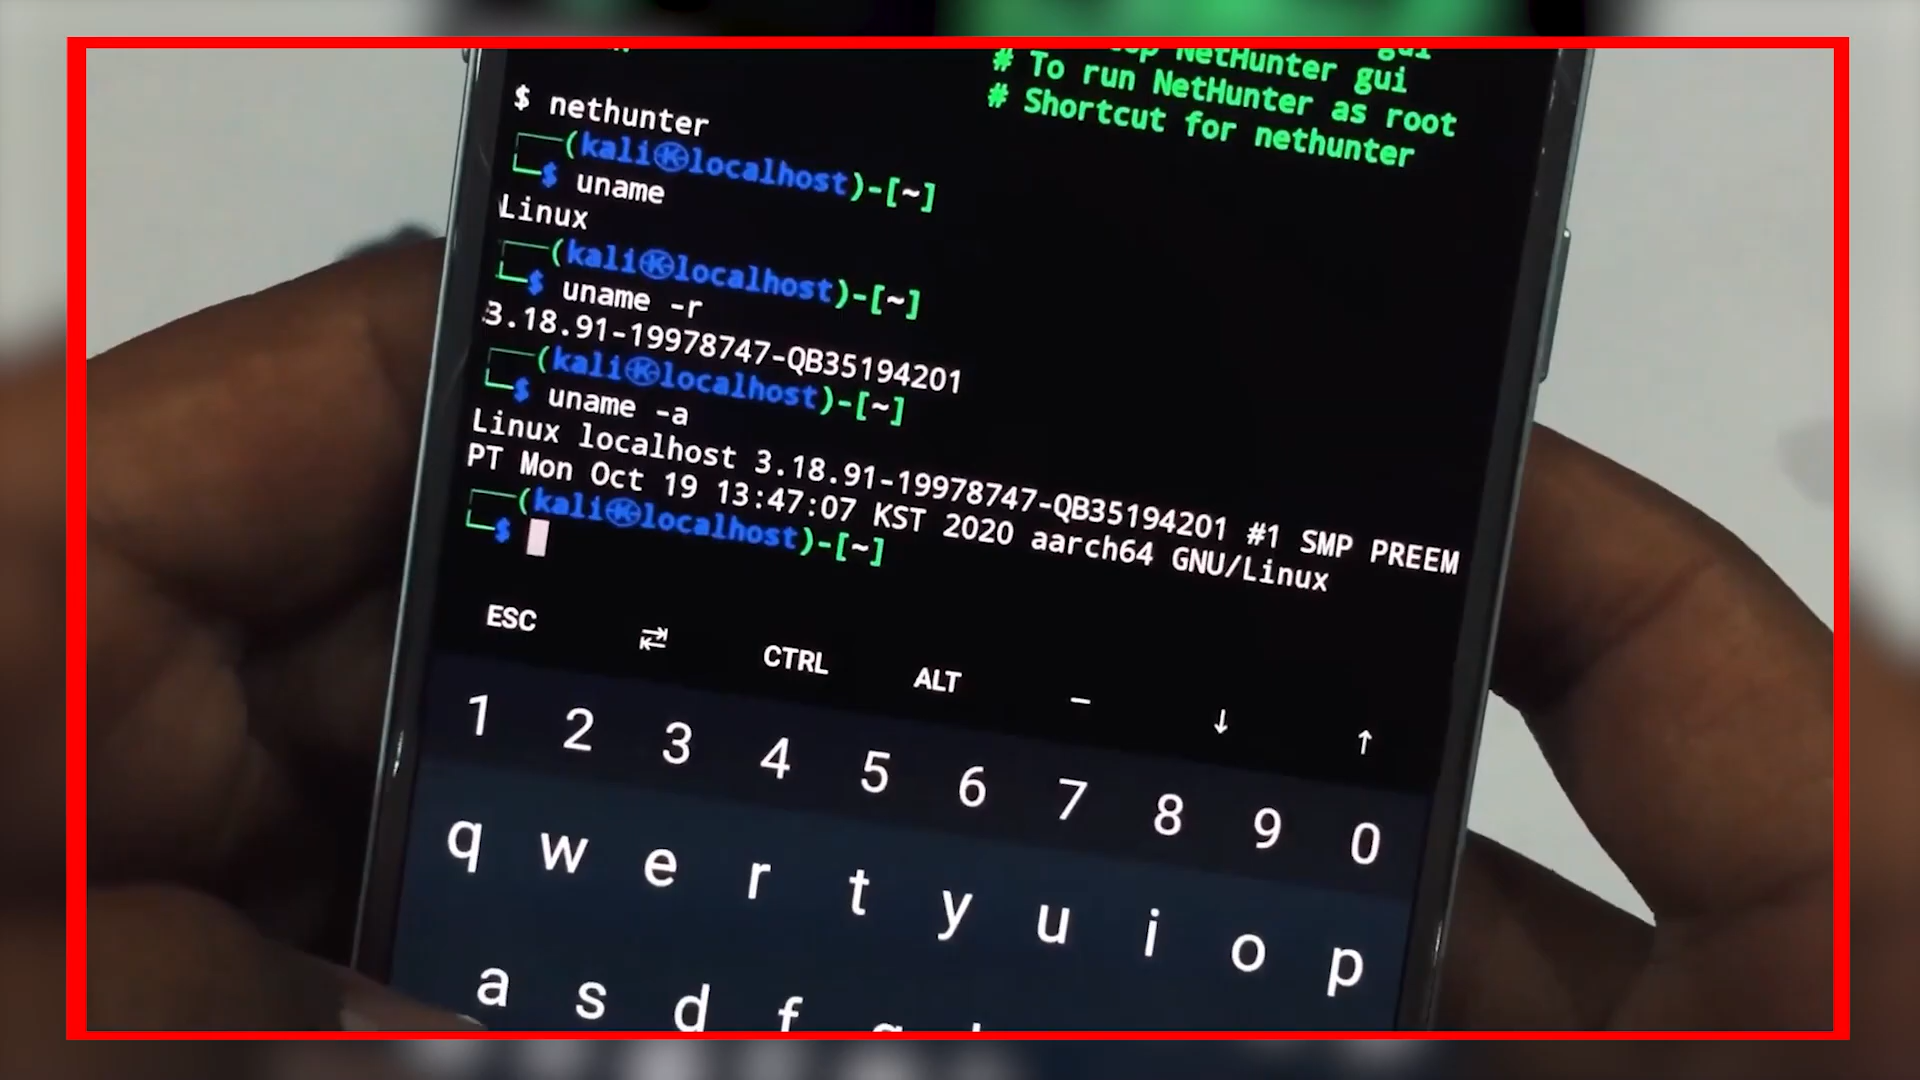 top NetHunter gui
# To run NetHunter gui
# To run NetHunter as root
# Shortcut for nethunter
$ nethunter
(kali㉿localhost)-[~]
$ uname
Linux
(kali㉿localhost)-[~]
$ uname -r
3.18.91-19978747-QB35194201
(kali㉿localhost)-[~]
$ uname -a
Linux localhost 3.18.91-19978747-QB35194201 #1 SMP PREEM
PT Mon Oct 19 13:47:07 KST 2020 aarch64 GNU/Linux
(kali㉿localhost)-[~]
$
ESC CTRL ALT – ↓ ↑
1 2 3 4 5 6 7 8 9 0
q w e r t y u i o p
a s d f